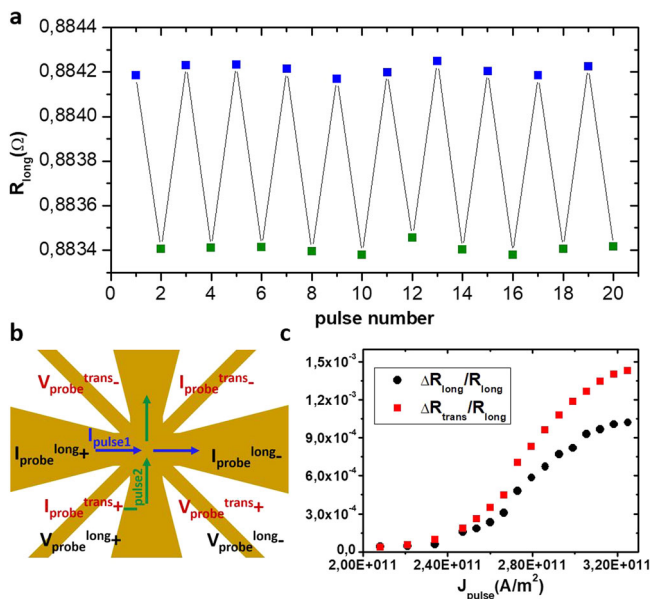 a
0,8844
0,8842
0,8840
0,8838
0,8836
0,8834
R_long(Ω)
0 2 4 6 8 10 12 14 16 18 20
pulse number
b
V_probe^trans- I_probe^trans-
I_pulse1
I_probe^long+ I_probe^long-
I_pulse2
I_probe^trans+ V_probe^trans+
V_probe^long+ V_probe^long-
c
1,5x10⁻³
1,2x10⁻³
9,0x10⁻⁴
6,0x10⁻⁴
3,0x10⁻⁴
0,0
ΔR_long/R_long
ΔR_trans/R_long
2,00E+011 2,40E+011 2,80E+011 3,20E+011
J_pulse(A/m²)